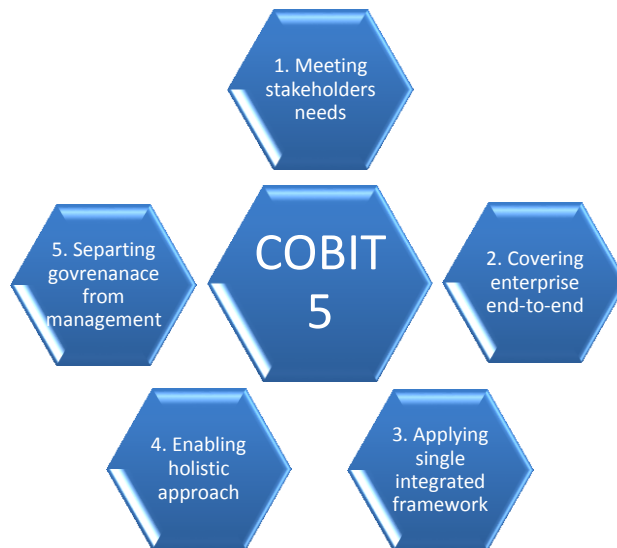 1. Meeting
stakeholders
needs
COBIT
5
2. Covering
enterprise
end-to-end
3. Applying
single
integrated
framework
4. Enabling
holistic
approach
5. Separting
govrenanace
from
management